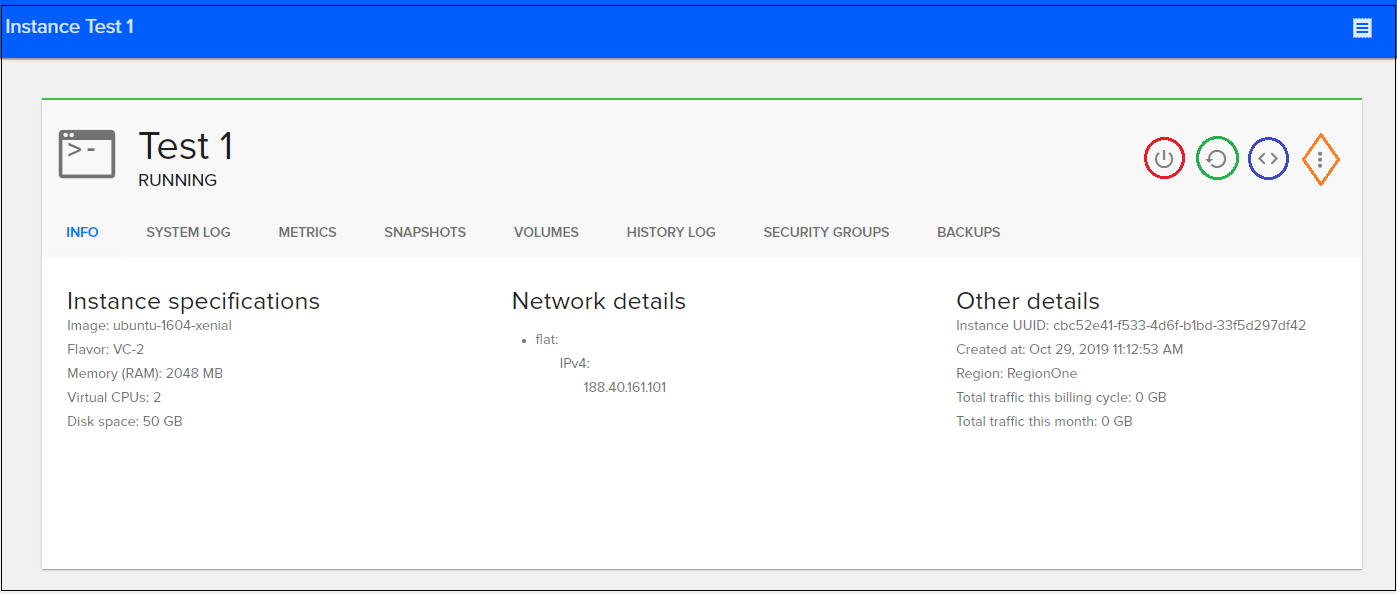 Instance Test 1
Test 1
RUNNING
INFO SYSTEM LOG METRICS SNAPSHOTS VOLUMES HISTORY LOG SECURITY GROUPS BACKUPS
Instance specifications
Image: ubuntu-1604-xenial
Flavor: VC-2
Memory (RAM): 2048 MB
Virtual CPUs: 2
Disk space: 50 GB
Network details
• flat:
IPv4:
188.40.161.101
Other details
Instance UUID: cbc52e41-f533-4d6f-b1bd-33f5d297df42
Created at: Oct 29, 2019 11:12:53 AM
Region: RegionOne
Total traffic this billing cycle: 0 GB
Total traffic this month: 0 GB